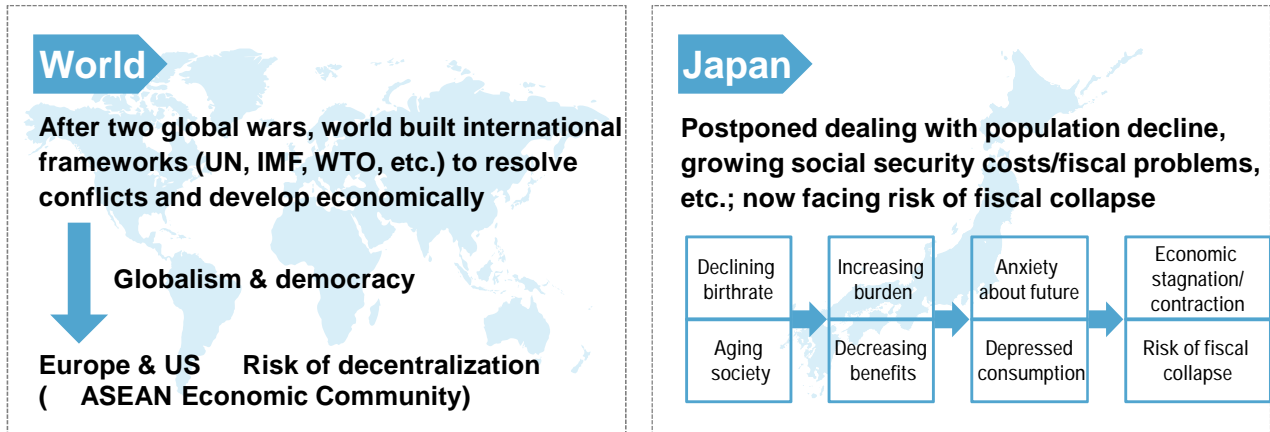 World
After two global wars, world built international
frameworks (UN, IMF, WTO, etc.) to resolve
conflicts and develop economically
Globalism & democracy
Europe & US Risk of decentralization
( ASEAN Economic Community)
Japan
Postponed dealing with population decline,
growing social security costs/fiscal problems,
etc.; now facing risk of fiscal collapse
Declining
birthrate
Aging
society
Increasing
burden
Decreasing
benefits
Anxiety
about future
Depressed
consumption
Economic
stagnation/
contraction
Risk of fiscal
collapse